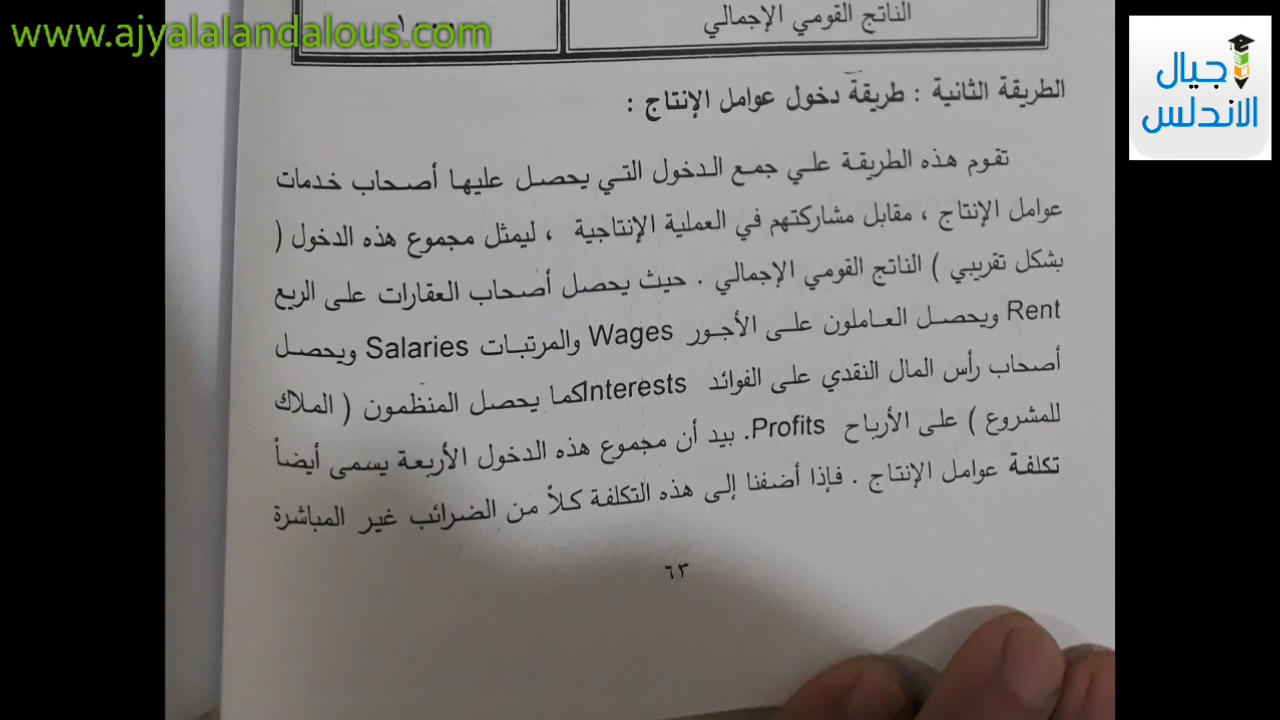 www.ajyalalandalous.com
جيال
الاندلس
الناتج القومي الإجمالي
الطريقة الثانية : طريقة دخول عوامل الإنتاج :
تقوم هذه الطريقة علي جمع الدخول التي يحصل عليها أصحاب خدمات
عوامل الإنتاج ، مقابل مشاركتهم في العملية الإنتاجية ، ليمثل مجموع هذه الدخول (
بشكل تقريبي ) الناتج القومي الإجمالي . حيث يحصل أصحاب العقارات على الريع
Rent ويحصل العاملون على الأجور Wages والمرتبات Salaries ويحصل
أصحاب رأس المال النقدي على الفوائد Interests كما يحصل المنظمون ( الملاك
للمشروع ) على الأرباح Profits. بيد أن مجموع هذه الدخول الأربعة يسمى أيضاً
تكلفة عوامل الإنتاج . فإذا أضفنا إلى هذه التكلفة كلاً من الضرائب غير المباشرة
٦٣